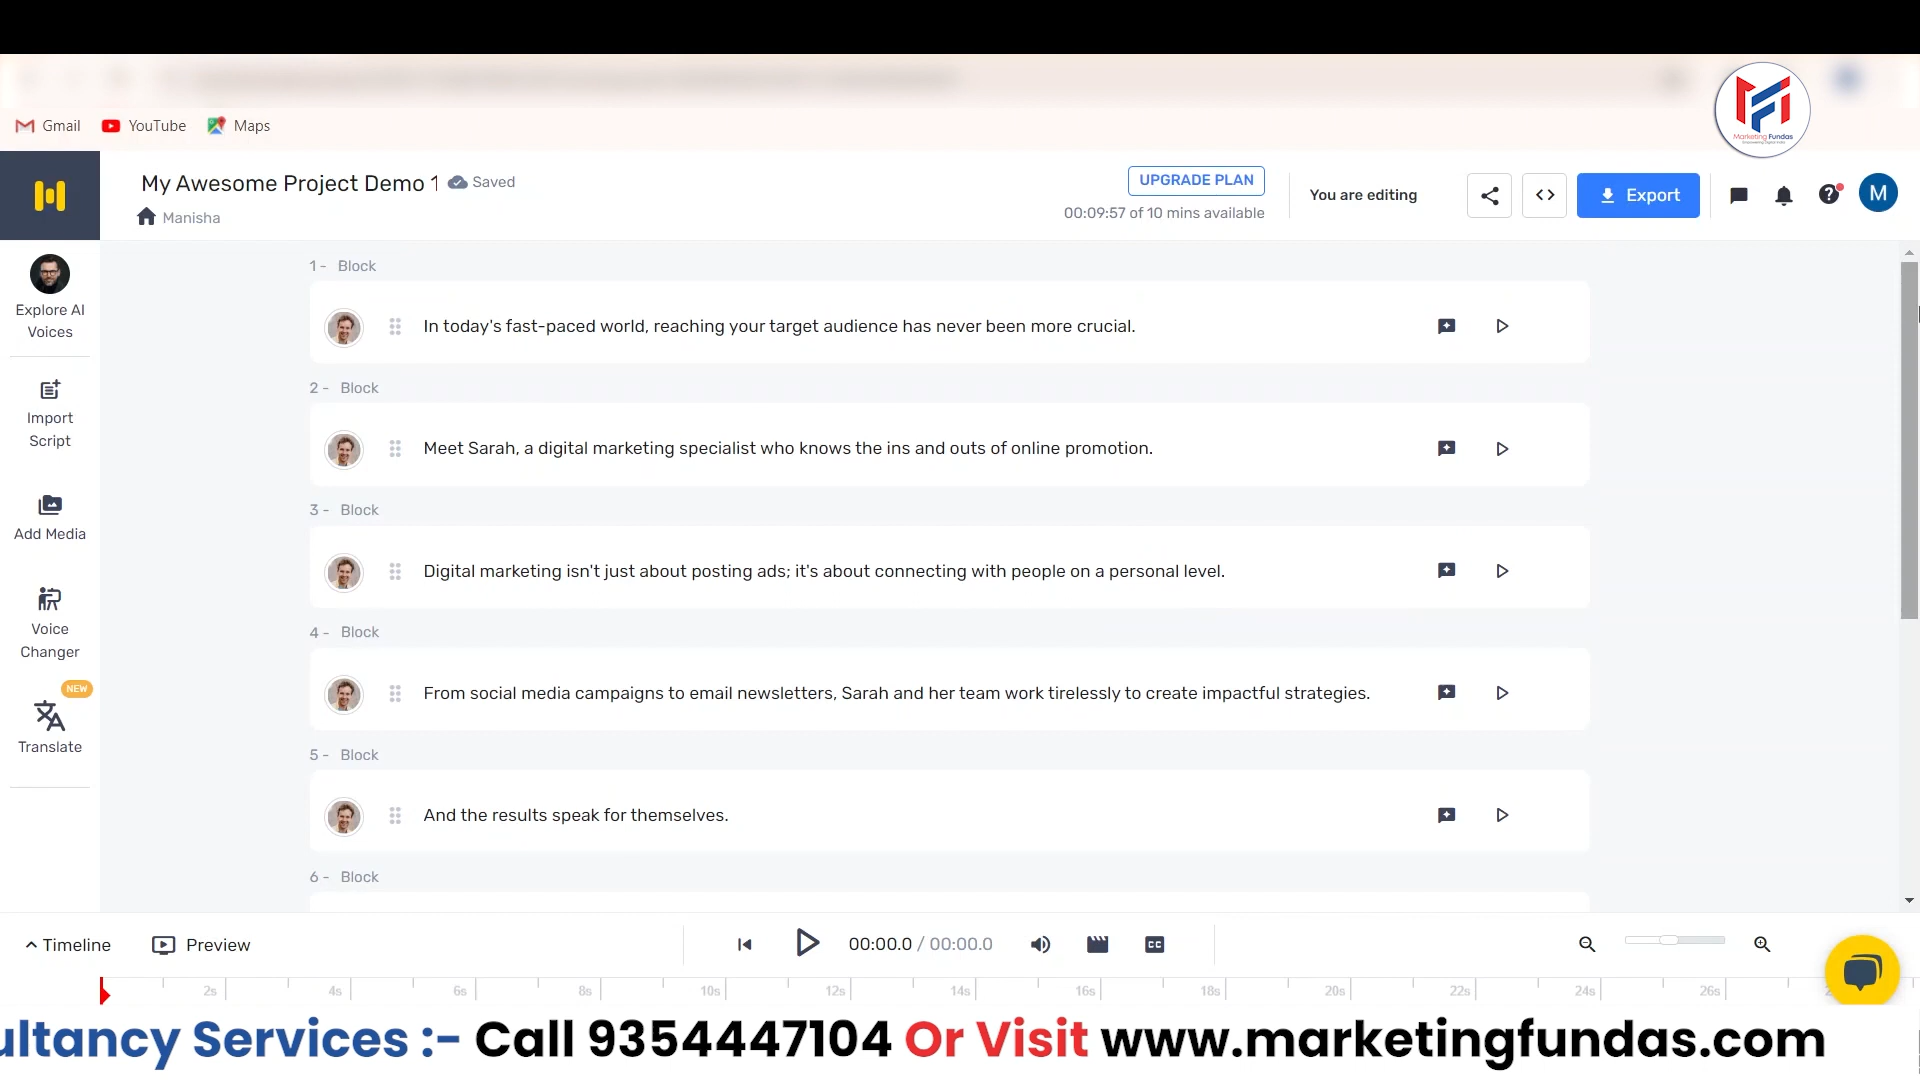 Gmail YouTube Maps
Marketing Fundas
My Awesome Project Demo 1 Saved
Manisha
UPGRADE PLAN
00:09:57 of 10 mins available
You are editing
Export
M
Explore AI
Voices
Import
Script
Add Media
Voice
Changer
NEW
Translate
1 - Block
In today's fast-paced world, reaching your target audience has never been more crucial.
2 - Block
Meet Sarah, a digital marketing specialist who knows the ins and outs of online promotion.
3 - Block
Digital marketing isn't just about posting ads; it's about connecting with people on a personal level.
4 - Block
From social media campaigns to email newsletters, Sarah and her team work tirelessly to create impactful strategies.
5 - Block
And the results speak for themselves.
6 - Block
Timeline Preview
00:00.0 / 00:00.0
CC
2s 4s 6s 8s 10s 12s 14s 16s 18s 20s 22s 24s 26s
ultancy Services :- Call 9354447104 Or Visit www.marketingfundas.com